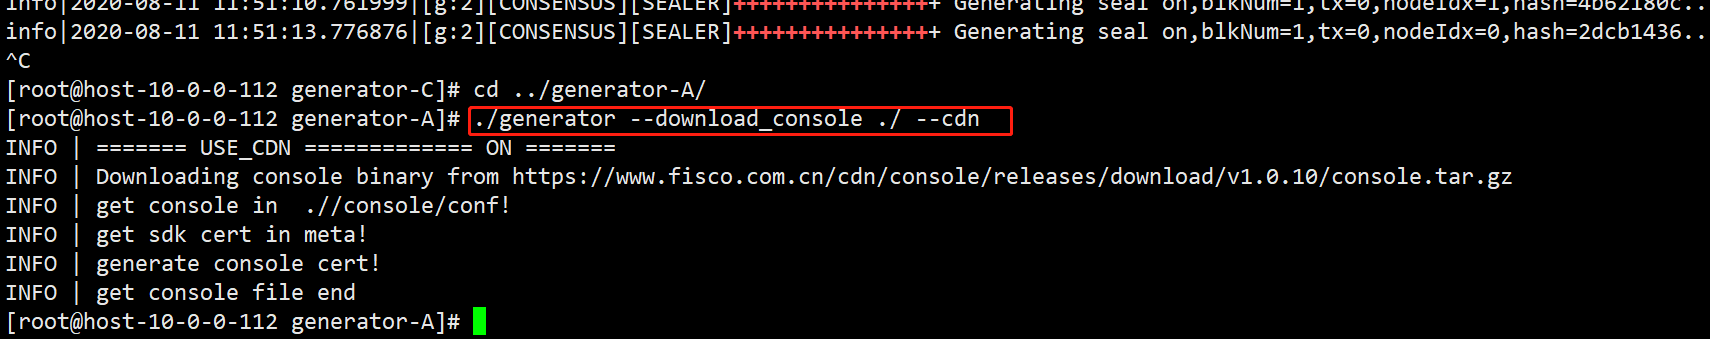 info|2020-08-11 11:51:10.761999|[g:2][CONSENSUS][SEALER]++++++++++++++++ Generating seal on,blkNum=1,tx=0,nodeIdx=1,hash=4b62180c..
info|2020-08-11 11:51:13.776876|[g:2][CONSENSUS][SEALER]++++++++++++++++ Generating seal on,blkNum=1,tx=0,nodeIdx=0,hash=2dcb1436..
^C
[root@host-10-0-0-112 generator-C]# cd ../generator-A/
[root@host-10-0-0-112 generator-A]# ./generator --download_console ./ --cdn
INFO | ======= USE_CDN ============= ON =======
INFO | Downloading console binary from https://www.fisco.com.cn/cdn/console/releases/download/v1.0.10/console.tar.gz
INFO | get console in  .//console/conf!
INFO | get sdk cert in meta!
INFO | generate console cert!
INFO | get console file end
[root@host-10-0-0-112 generator-A]#